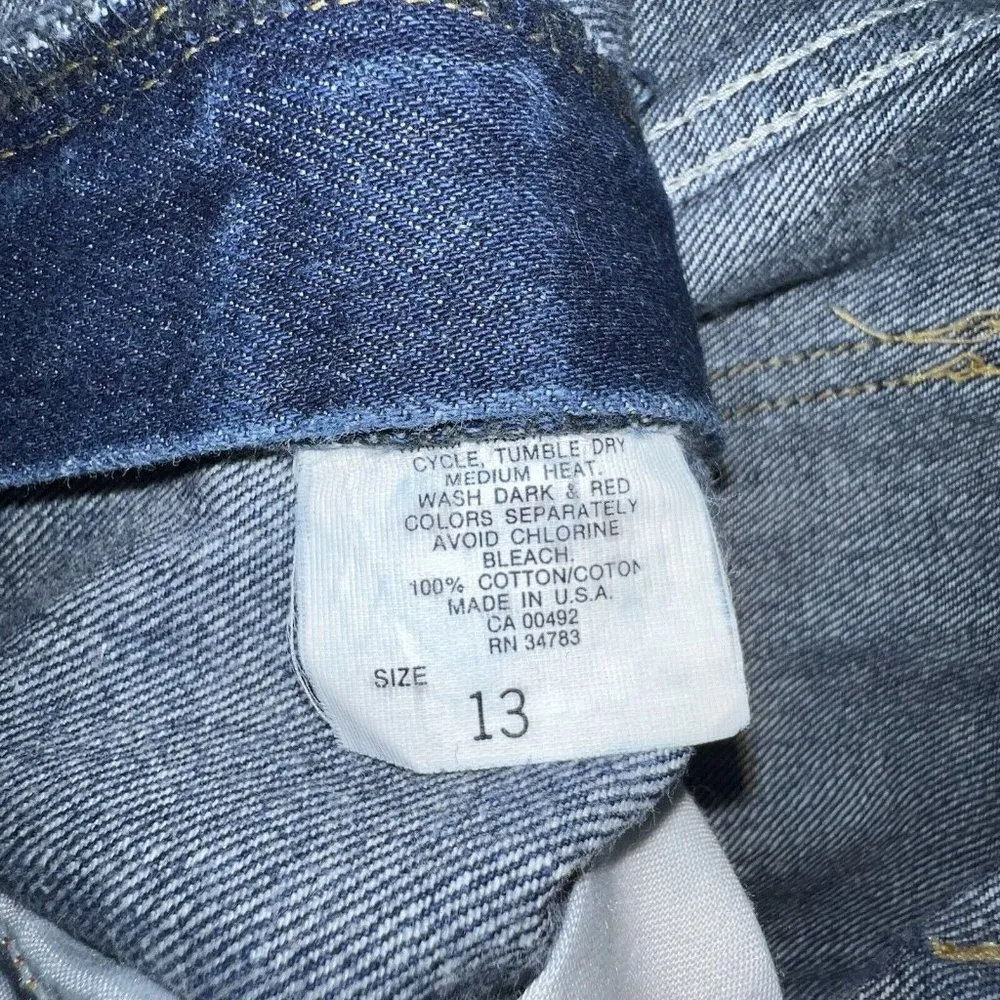 CYCLE, TUMBLE DRY
MEDIUM HEAT.
WASH DARK & RED
COLORS SEPARATELY
AVOID CHLORINE
BLEACH.
100% COTTON/COTON
MADE IN U.S.A.
CA 00492
RN 34783
SIZE
13